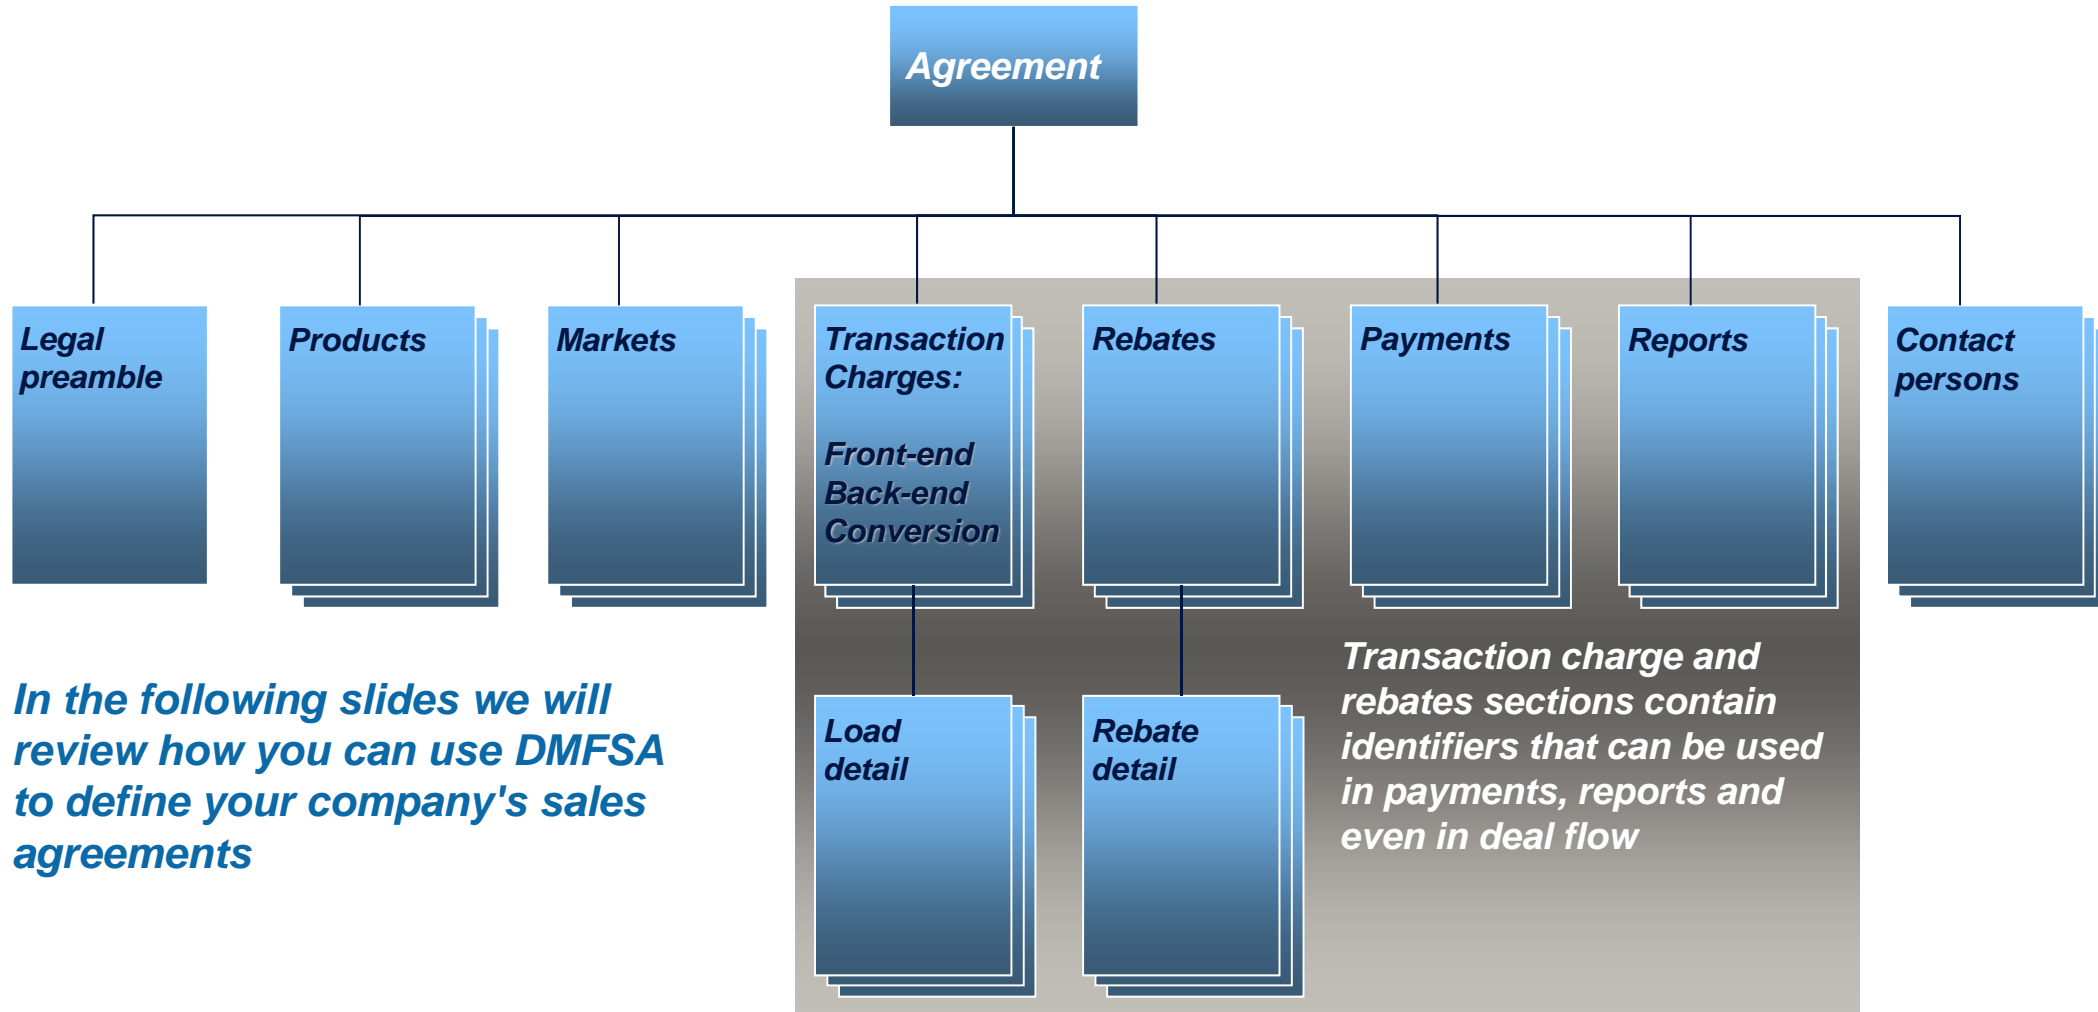 Agreement
Legal
preamble
Products
Markets
Transaction
Charges:
Front-end
Back-end
Conversion
Rebates
Payments
Reports
Contact
persons
In the following slides we will
review how you can use DMFSA
to define your company's sales
agreements
Load
detail
Rebate
detail
Transaction charge and
rebates sections contain
identifiers that can be used
in payments, reports and
even in deal flow